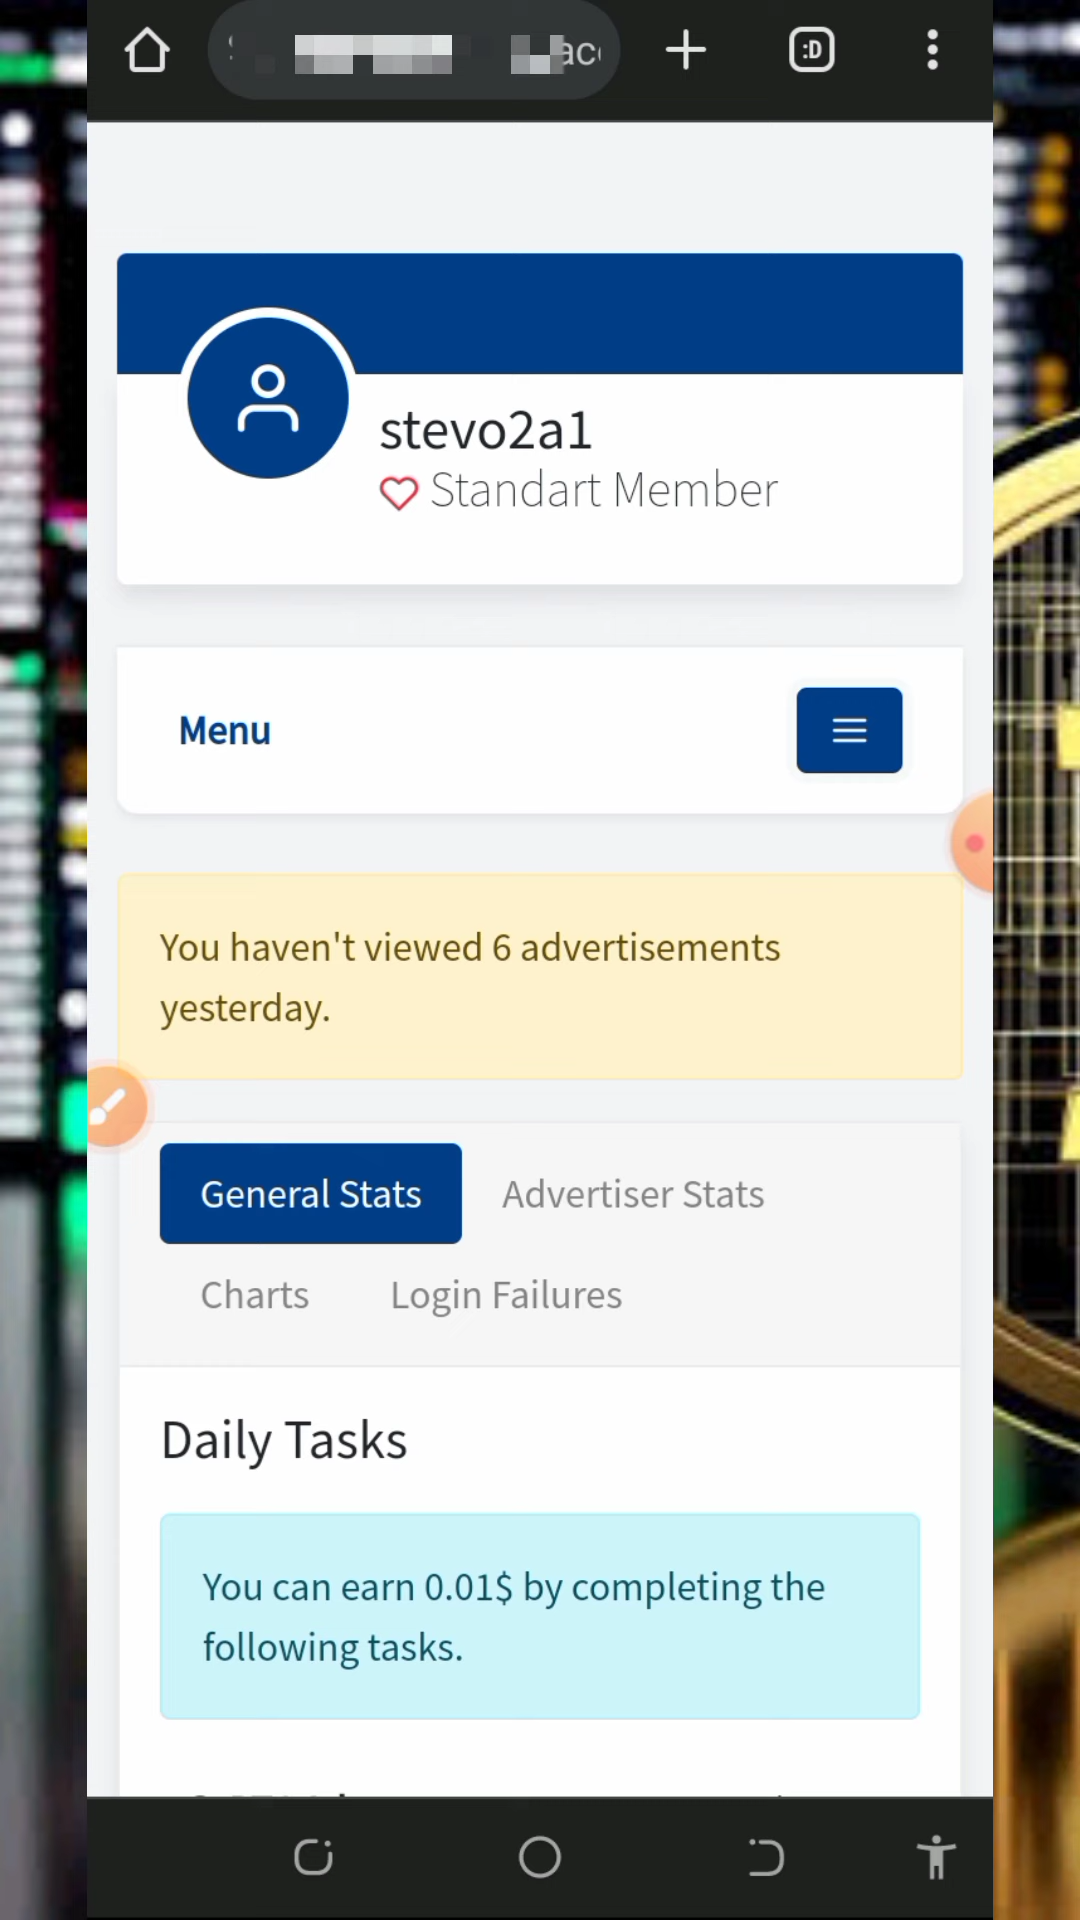 :D
stevo2a1
Standart Member
Menu
You haven't viewed 6 advertisements
yesterday.
General Stats
Advertiser Stats
Charts
Login Failures
Daily Tasks
You can earn 0.01$ by completing the
following tasks.